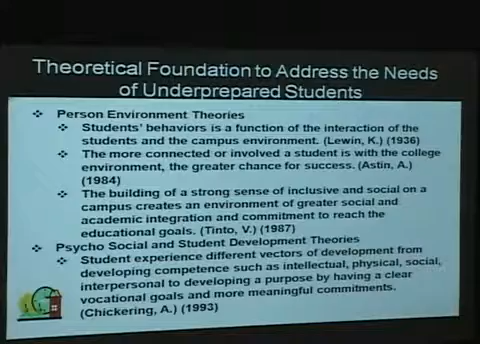 Theoretical Foundation to Address the Needs
of Underprepared Students
❖ Person Environment Theories
❖ Students' behaviors is a function of the interaction of the
students and the campus environment. (Lewin, K.) (1936)
❖ The more connected or involved a student is with the college
environment, the greater chance for success. (Astin, A.)
(1984)
❖ The building of a strong sense of inclusive and social on a
campus creates an environment of greater social and
academic integration and commitment to reach the
educational goals. (Tinto, V.) (1987)
❖ Psycho Social and Student Development Theories
❖ Student experience different vectors of development from
developing competence such as intellectual, physical, social,
interpersonal to developing a purpose by having a clear
vocational goals and more meaningful commitments.
(Chickering, A.) (1993)